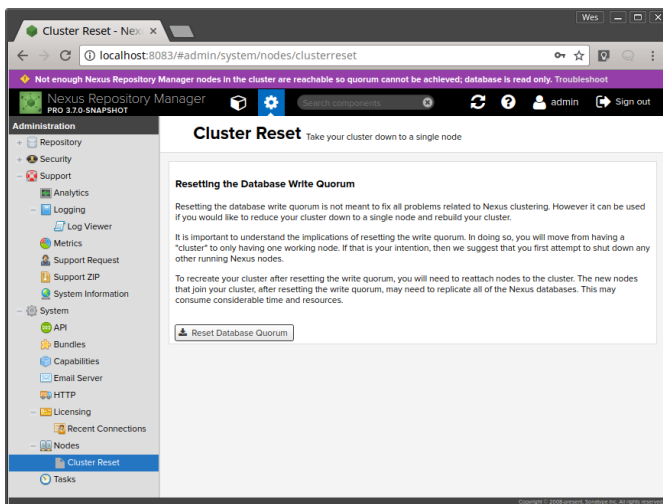 Wes
Cluster Reset - Nex
localhost:8083/#admin/system/nodes/clusterreset
Not enough Nexus Repository Manager nodes in the cluster are reachable so quorum cannot be achieved; database is read only. Troubleshoot
Nexus Repository Manager
PRO 3.7.0-SNAPSHOT
Search components
admin
Sign out
Administration
Repository
Security
Support
Analytics
Logging
Log Viewer
Metrics
Support Request
Support ZIP
System Information
System
API
Bundles
Capabilities
Email Server
HTTP
Licensing
Recent Connections
Nodes
Cluster Reset
Tasks
Cluster Reset Take your cluster down to a single node
Resetting the Database Write Quorum
Resetting the database write quorum is not meant to fix all problems related to Nexus clustering. However it can be used
if you would like to reduce your cluster down to a single node and rebuild your cluster.
It is important to understand the implications of resetting the write quorum. In doing so, you will move from having a
"cluster" to only having one working node. If that is your intention, then we suggest that you first attempt to shut down any
other running Nexus nodes.
To recreate your cluster after resetting the write quorum, you will need to reattach nodes to the cluster. The new nodes
that join your cluster, after resetting the write quorum, may need to replicate all of the Nexus databases. This may
consume considerable time and resources.
Reset Database Quorum
Copyright © 2008-present, Sonatype Inc. All rights reserved.